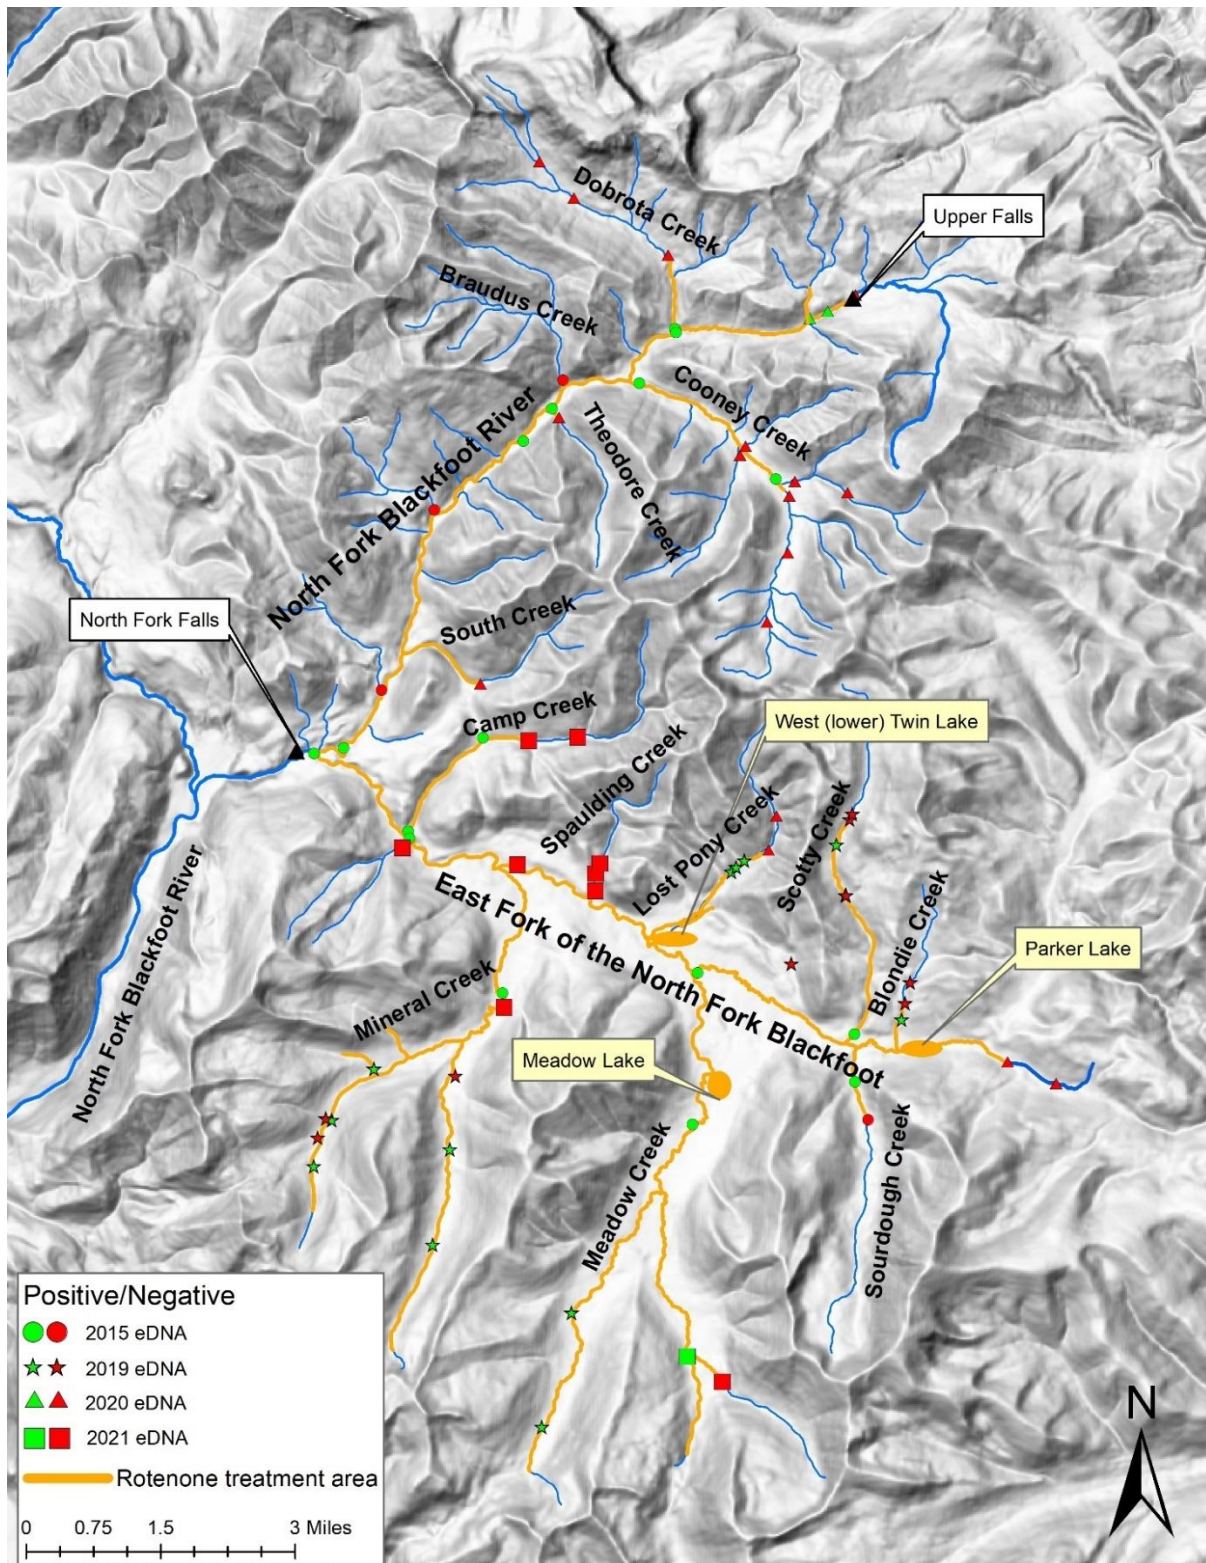 Dobrota Creek
Upper Falls
Braudus Creek
Cooney Creek
Theodore Creek
North Fork Blackfoot River
North Fork Falls
South Creek
Camp Creek
West (lower) Twin Lake
Spaulding Creek
Lost Pony Creek
Scotty Creek
Blondie Creek
East Fork of the North Fork Blackfoot
Parker Lake
North Fork Blackfoot River
Mineral Creek
Meadow Lake
Meadow Creek
Sourdough Creek
Positive/Negative
2015 eDNA
2019 eDNA
2020 eDNA
2021 eDNA
Rotenone treatment area
0 0.75 1.5 3 Miles
N